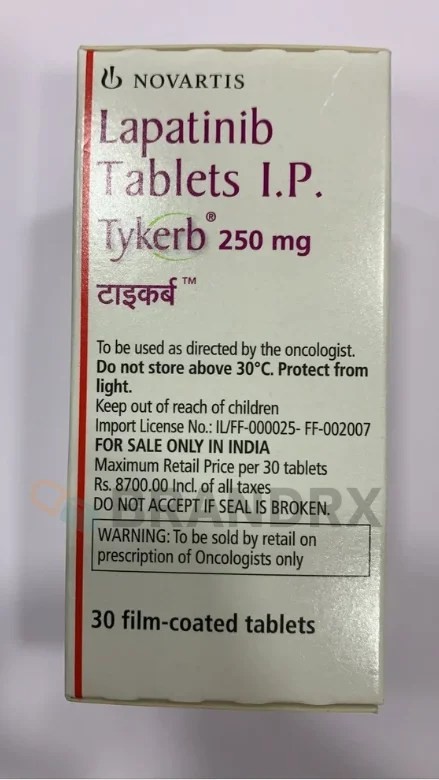 NOVARTIS
Lapatinib
Tablets I.P.
Tykerb® 250 mg
टाइकर्ब ™
To be used as directed by the oncologist.
Do not store above 30°C. Protect from
light.
Keep out of reach of children
Import License No.: IL/FF-000025- FF-002007
FOR SALE ONLY IN INDIA
Maximum Retail Price per 30 tablets
Rs. 8700.00 Incl. of all taxes
BRANDRX
DO NOT ACCEPT IF SEAL IS BROKEN.
WARNING: To be sold by retail on
prescription of Oncologists only
30 film-coated tablets